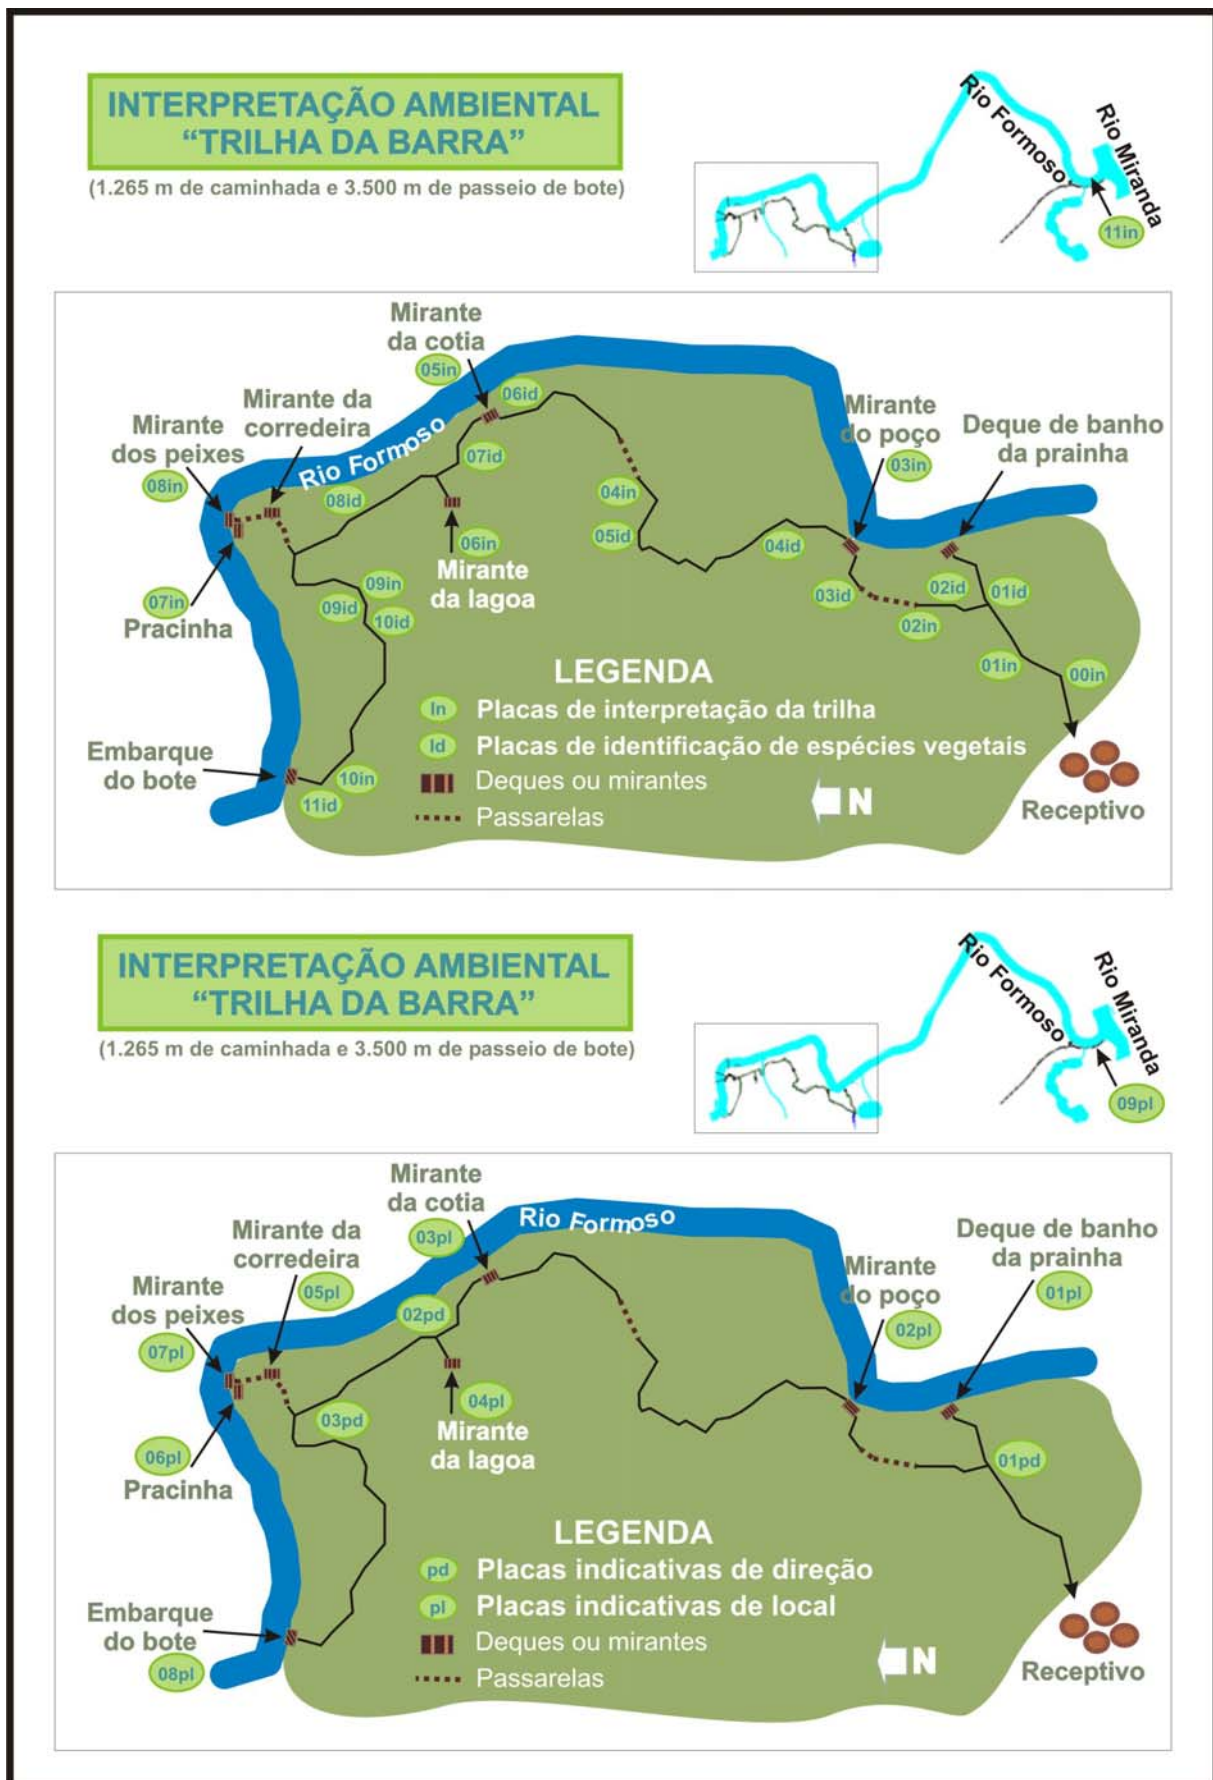 INTERPRETAÇÃO AMBIENTAL
“TRILHA DA BARRA”
(1.265 m de caminhada e 3.500 m de passeio de bote)
Rio Formoso
Rio Miranda
11in
Mirante
da cotia
05in
06id
Mirante da
corredeira
Mirante
dos peixes
08in
Rio Formoso
07id
08id
04in
05id
06in
Mirante
da lagoa
Mirante
do poço
03in
Deque de banho
da prainha
04id
03id
02id
01id
02in
01in
00in
07in
Pracinha
09in
09id
10id
LEGENDA
In Placas de interpretação da trilha
Id Placas de identificação de espécies vegetais
Deques ou mirantes
Passarelas
N
Embarque
do bote
10in
11id
Receptivo
INTERPRETAÇÃO AMBIENTAL
“TRILHA DA BARRA”
(1.265 m de caminhada e 3.500 m de passeio de bote)
Rio Formoso
Rio Miranda
09pl
Mirante
da cotia
03pl
Rio Formoso
Mirante da
corredeira
05pl
Mirante
dos peixes
07pl
02pd
Mirante
do poço
02pl
Deque de banho
da prainha
01pl
03pd
04pl
Mirante
da lagoa
06pl
Pracinha
01pd
LEGENDA
pd Placas indicativas de direção
pl Placas indicativas de local
Deques ou mirantes
Passarelas
N
Embarque
do bote
08pl
Receptivo